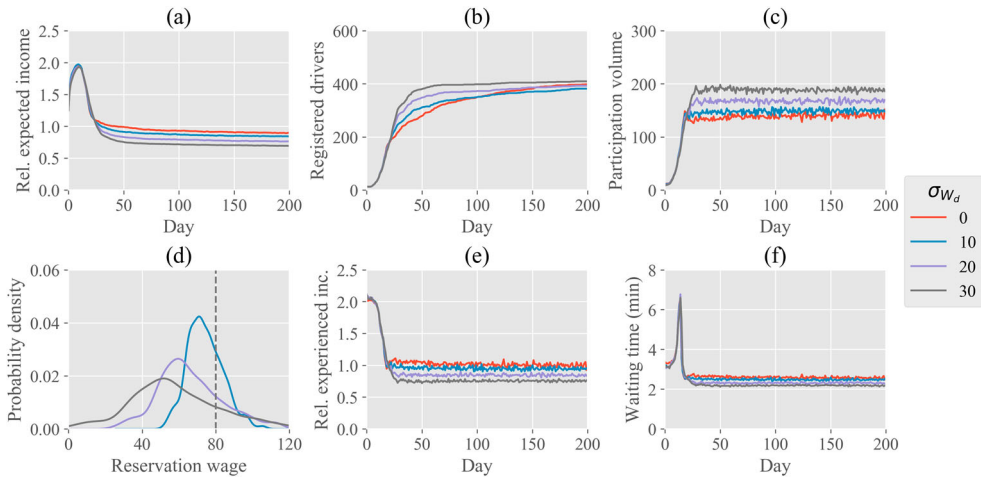 (a) (b) (c)
Rel. expected income
2.5
2.0
1.5
1.0
0.5
0.0
0 50 100 150 200
Day
Registered drivers
600
400
200
0
0 50 100 150 200
Day
Participation volume
300
200
150
100
50
0
0 50 100 150 200
Day
σ_{W_d}
0
10
20
30
(d) (e) (f)
Probability density
0.06
0.04
0.02
0.00
0 40 80 120
Reservation wage
Rel. experienced inc.
2.5
2.0
1.5
1.0
0.5
0.0
0 50 100 150 200
Day
Waiting time (min)
8
6
4
2
0
0 50 100 150 200
Day